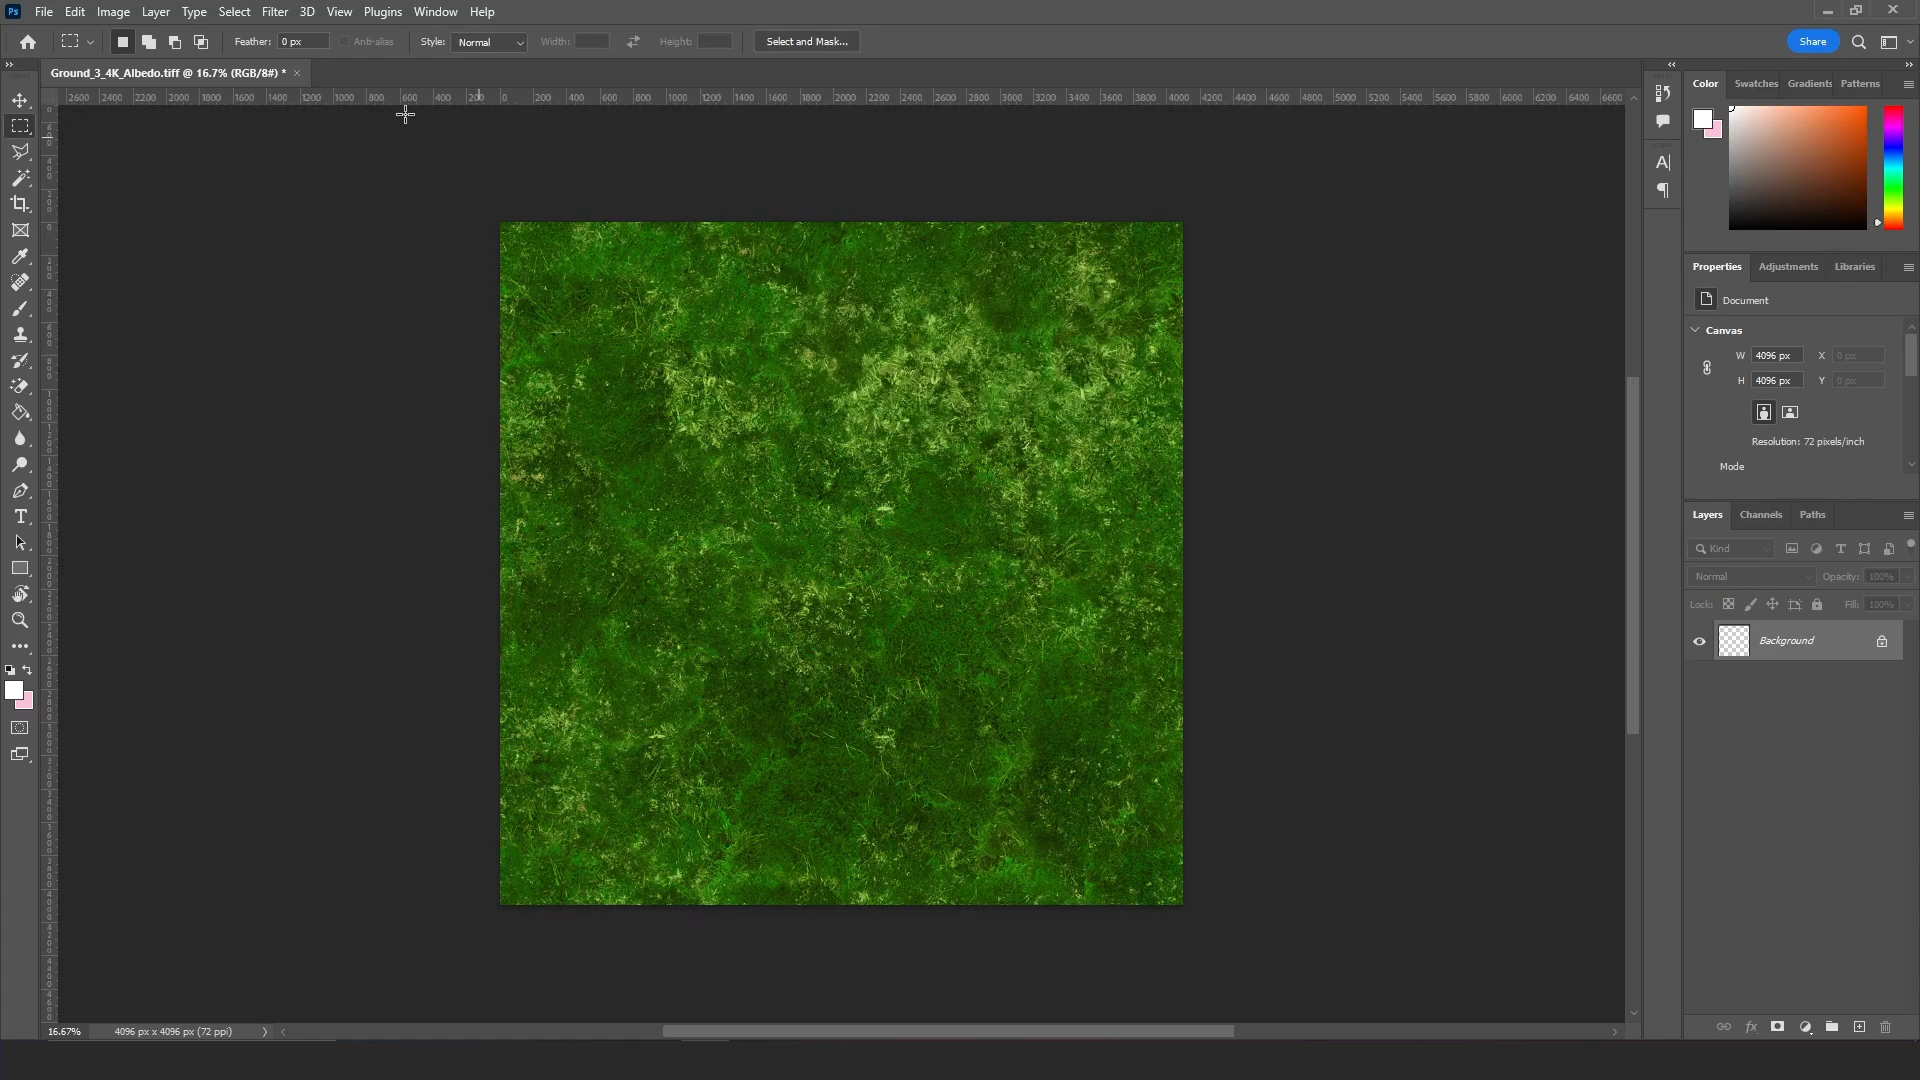 Ps File Edit Image Layer Type Select Filter 3D View Plugins Window Help
Feather: 0 px Anti-alias Style: Normal Width: Height: Select and Mask... Share
Ground_3_4K_Albedo.tiff @ 16.7% (RGB/8#) * ×
2600 2400 2200 2000 1800 1600 1400 1200 1000 800 600 400 200 0 200 400 600 800 1000 1200 1400 1600 1800 2000 2200 2400 2600 2800 3000 3200 3400 3600 3800 4000 4200 4400 4600 4800 5000 5200 5400 5600 5800 6000 6200 6400 6600
Color Swatches Gradients Patterns
Properties Adjustments Libraries
Document
Canvas
W 4096 px X 0 px
H 4096 px Y 0 px
Resolution: 72 pixels/inch
Mode
Layers Channels Paths
Kind
Normal Opacity: 100%
Lock: Fill: 100%
Background
fx
16.67% 4096 px x 4096 px (72 ppi)